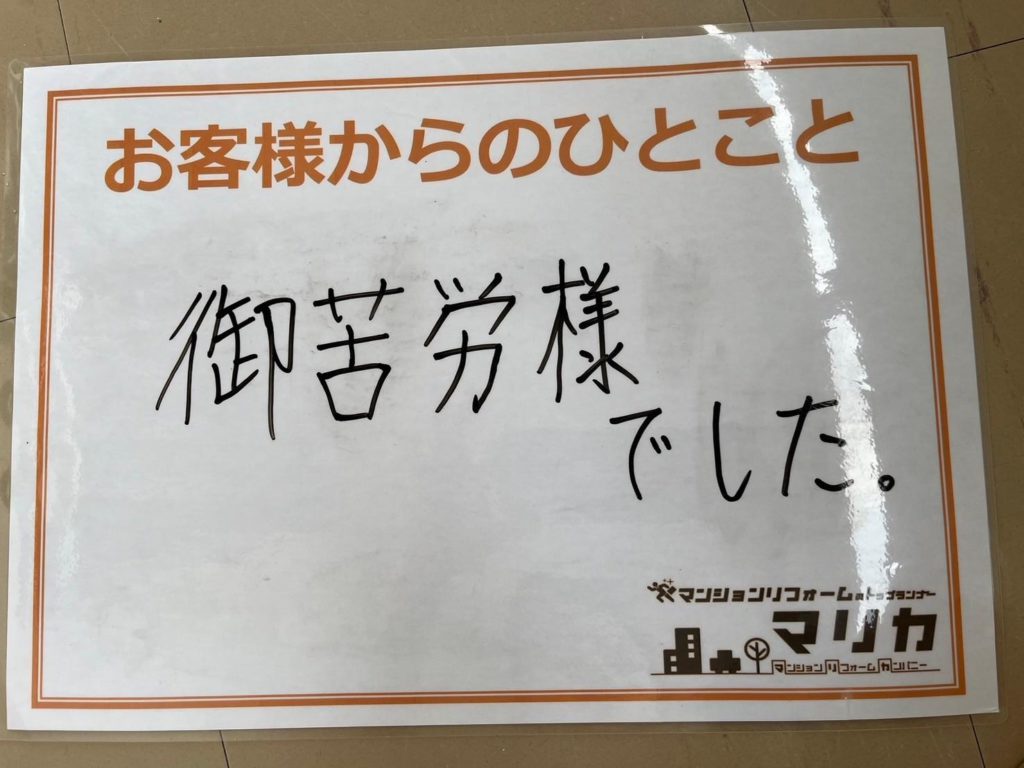 お客様からのひとこと
御苦労様
でした。
マンションリフォームのトップランナー
マリカ
マンションリフォームカンパニー